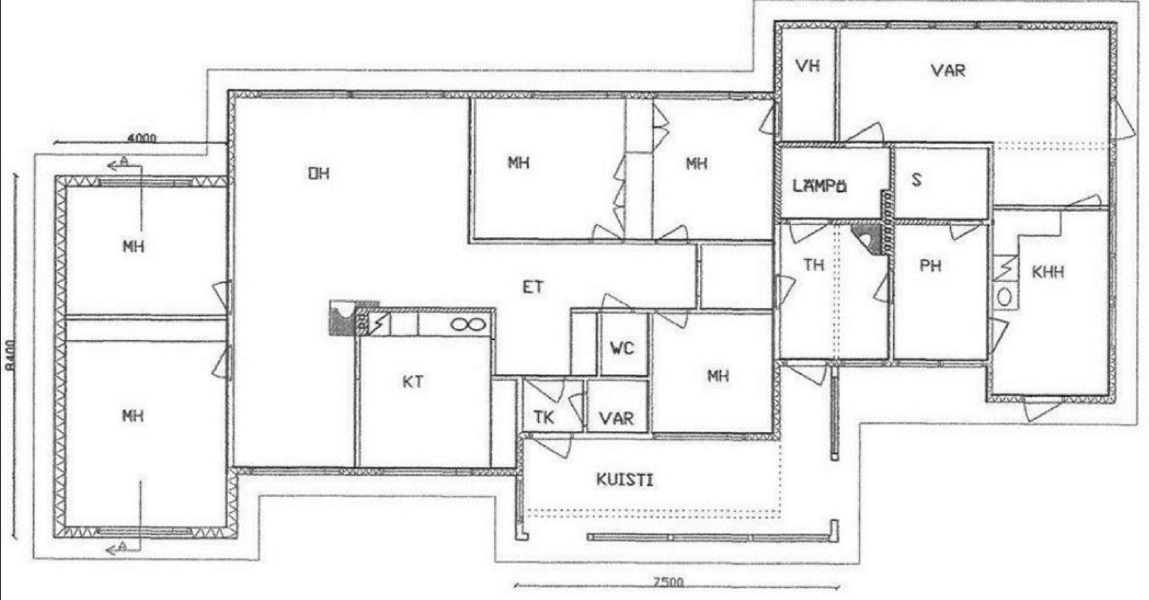 VH
VAR
4000
A
OH
MH
MH
LÄMPö
S
MH
ET
TH
PH
KHH
8400
WC
KT
MH
MH
TK
VAR
KUISTI
A
7500